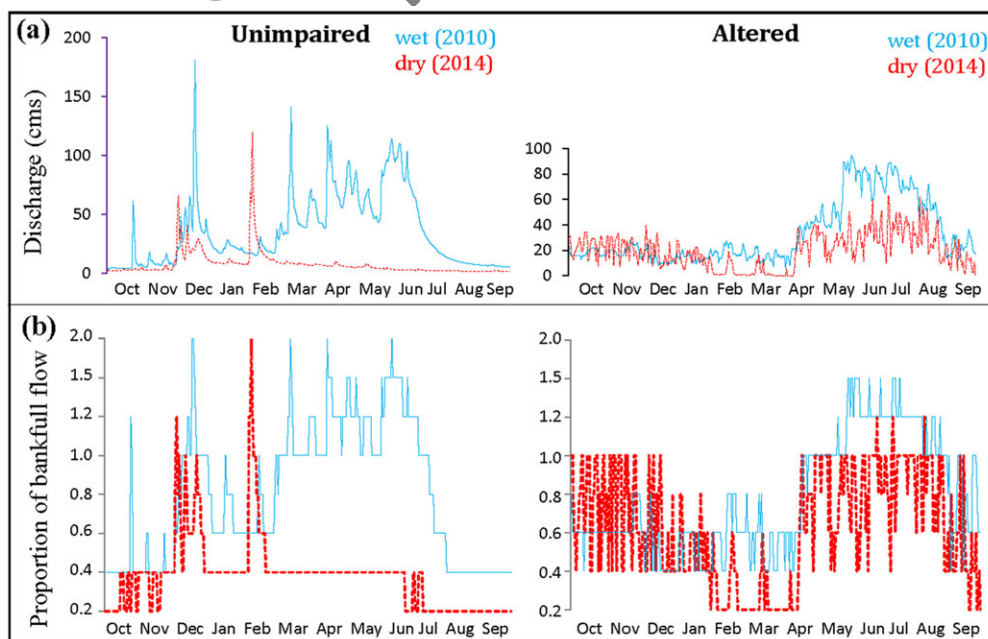 (a)
Unimpaired
wet (2010)
dry (2014)
Altered
wet (2010)
dry (2014)
Discharge (cms)
200
150
100
50
0
Oct Nov Dec Jan Feb Mar Apr May Jun Jul Aug Sep
100
80
60
40
20
0
Oct Nov Dec Jan Feb Mar Apr May Jun Jul Aug Sep
(b)
Proportion of bankfull flow
2.0
1.5
1.2
1.0
0.8
0.6
0.4
0.2
Oct Nov Dec Jan Feb Mar Apr May Jun Jul Aug Sep
2.0
1.5
1.2
1.0
0.8
0.6
0.4
0.2
Oct Nov Dec Jan Feb Mar Apr May Jun Jul Aug Sep